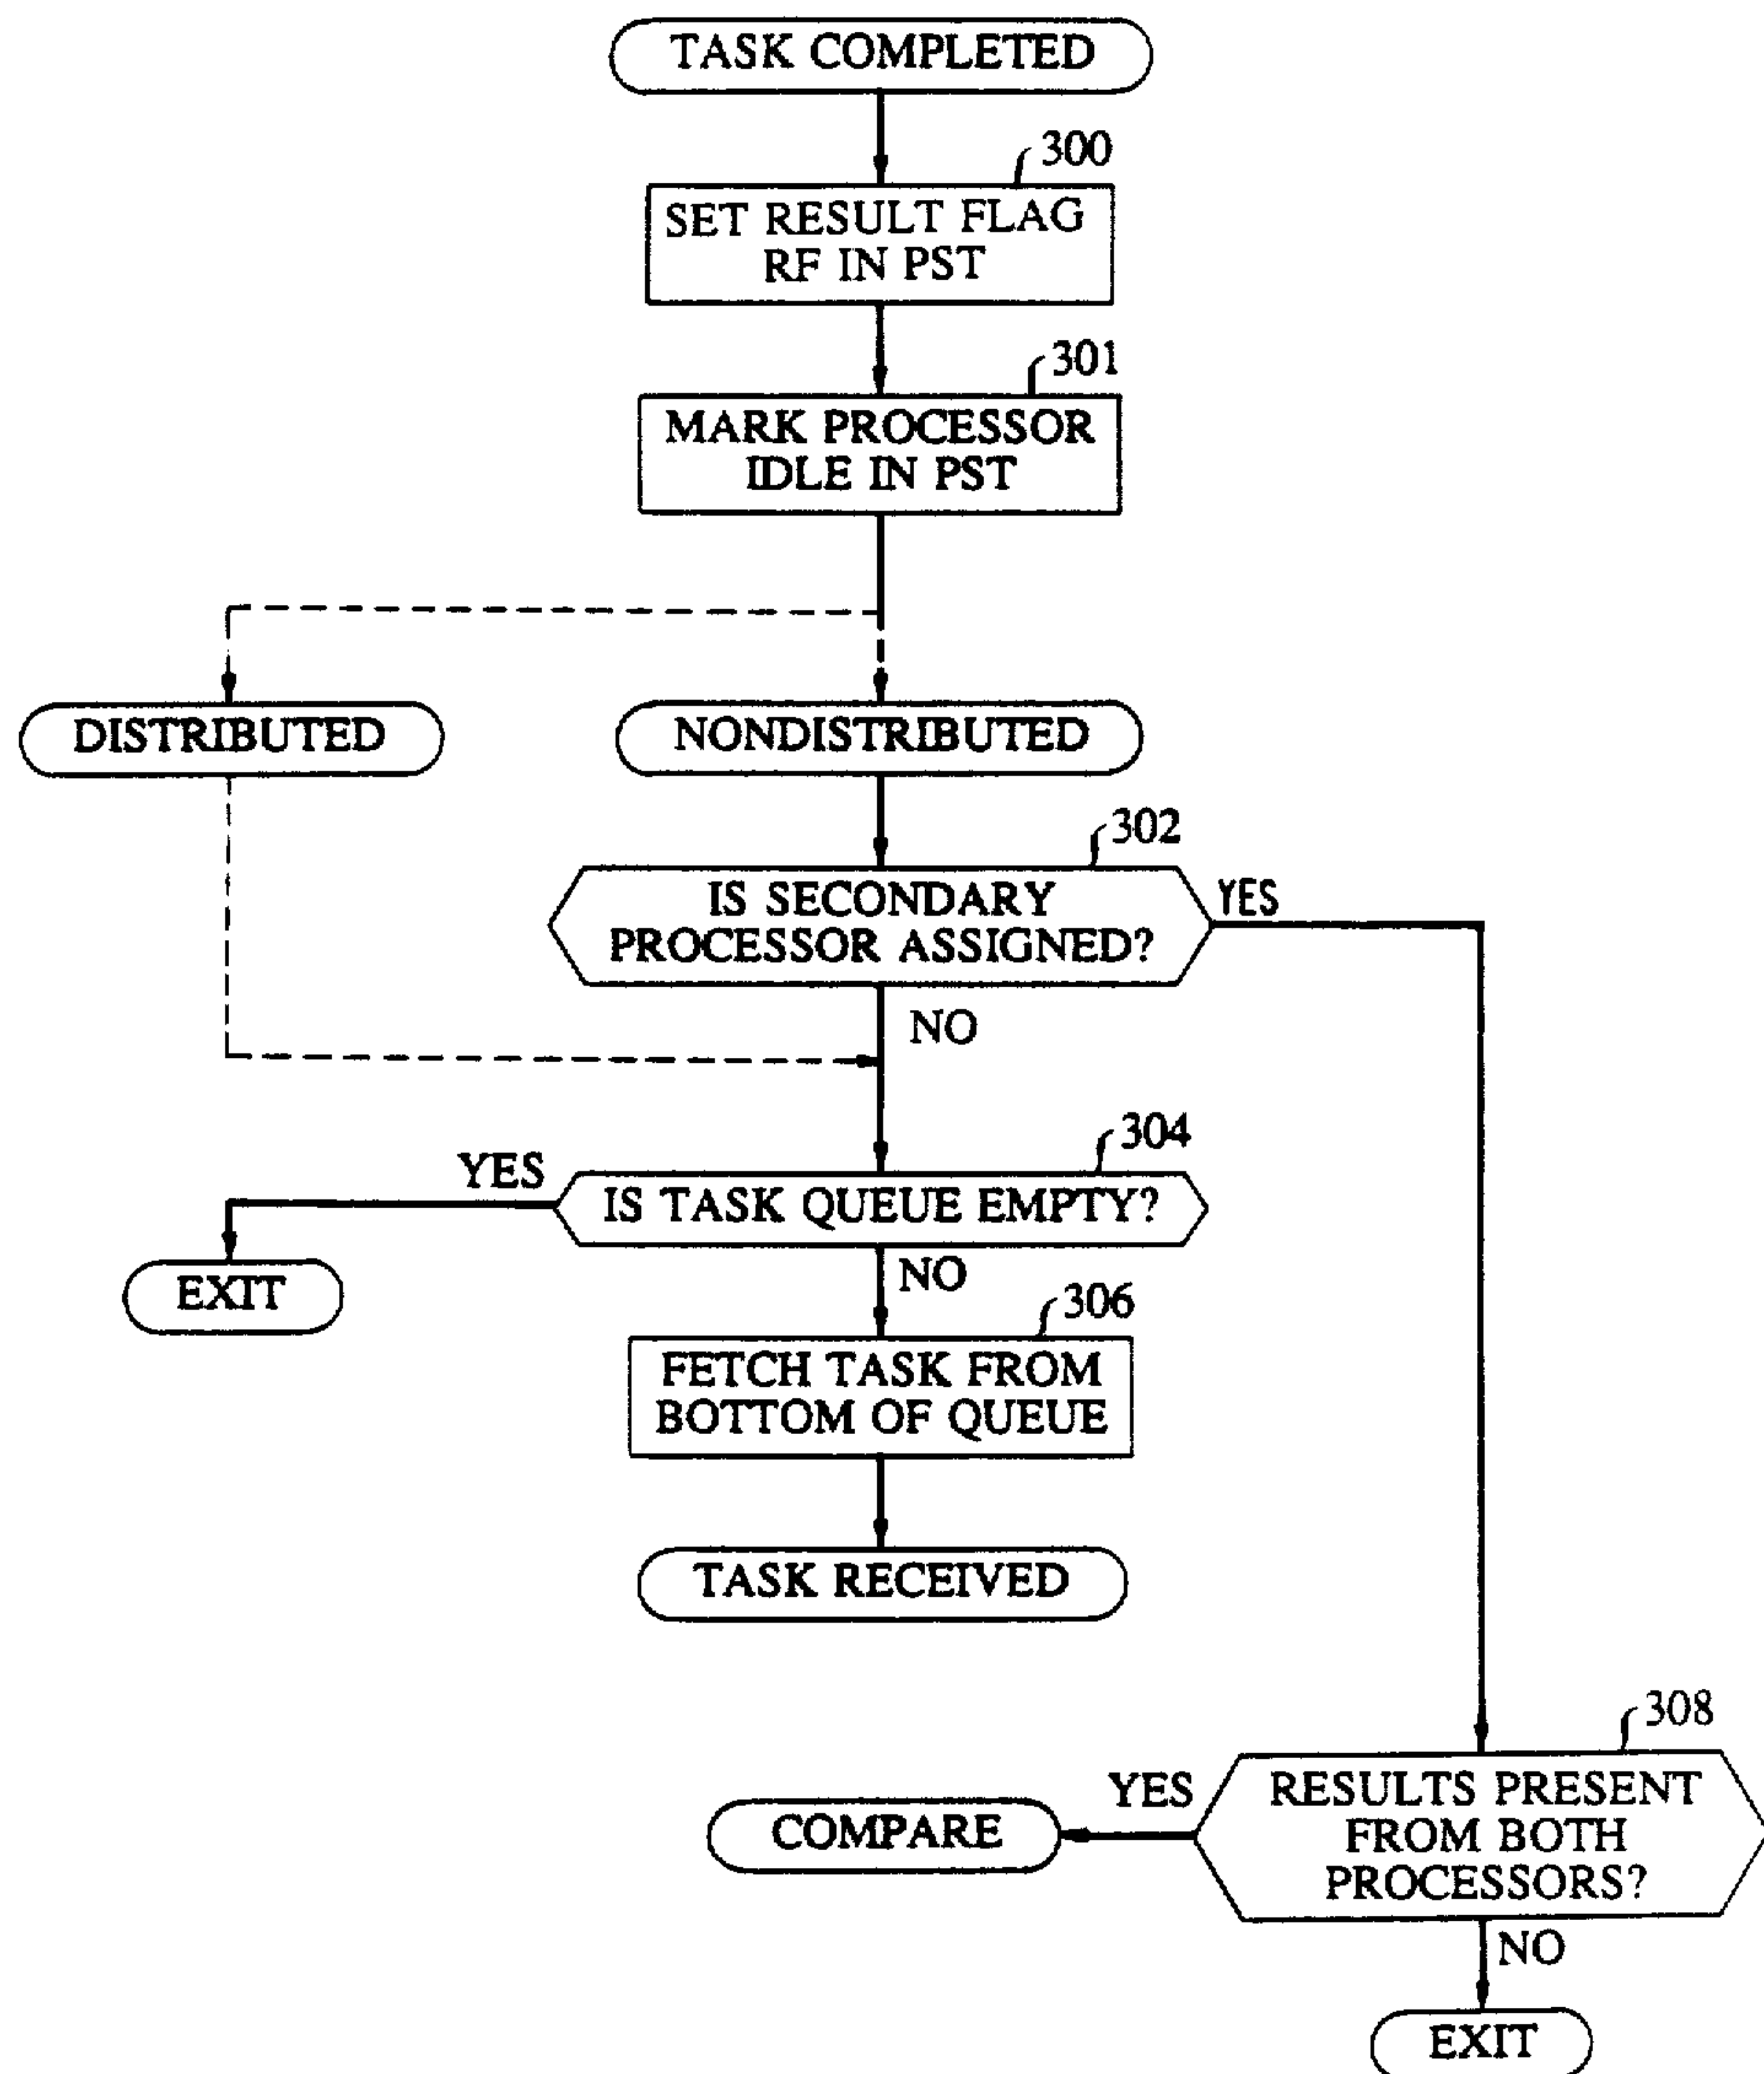 TASK COMPLETED
300
SET RESULT FLAG
RF IN PST
301
MARK PROCESSOR
IDLE IN PST
DISTRIBUTED
NONDISTRIBUTED
302
IS SECONDARY
PROCESSOR ASSIGNED?
YES
NO
304
YES
IS TASK QUEUE EMPTY?
EXIT
NO
306
FETCH TASK FROM
BOTTOM OF QUEUE
TASK RECEIVED
308
YES
RESULTS PRESENT
FROM BOTH
PROCESSORS?
COMPARE
NO
EXIT